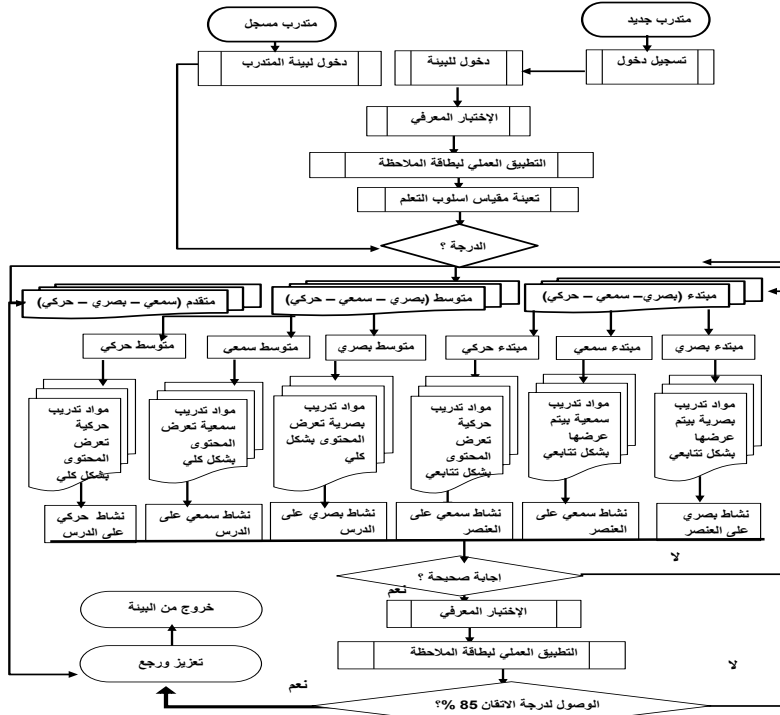 متدرب جديد
متدرب مسجل
تسجيل دخول
دخول للبيئة
دخول لبيئة المتدرب
الإختبار المعرفي
التطبيق العملي لبطاقة الملاحظة
تعبئة مقياس اسلوب التعلم
الدرجة ؟
مبتدء (بصري– سمعي – حركي)
متوسط (بصري – سمعي – حركي)
متقدم (سمعي – بصري – حركي)
مبتدء بصري
مبتدء سمعي
مبتدء حركي
متوسط بصري
متوسط سمعي
متوسط حركي
مواد تدريب
بصرية بيتم
عرضها
بشكل تتابعي
مواد تدريب
سمعية بيتم
عرضها
بشكل تتابعي
مواد تدريب
حركية
تعرض
المحتوى
بشكل تتابعي
مواد تدريب
بصرية تعرض
المحتوى بشكل
كلي
مواد تدريب
سمعية تعرض
المحتوى
بشكل كلي
مواد تدريب
حركية
تعرض
المحتوى
بشكل كلي
نشاط بصري
على العنصر
نشاط سمعي على
العنصر
نشاط سمعي على
العنصر
نشاط بصري على
الدرس
نشاط سمعي على
الدرس
نشاط حركي
على الدرس
لا
اجابة صحيحة ؟
نعم
الإختبار المعرفي
خروج من البيئة
التطبيق العملي لبطاقة الملاحظة
تعزيز ورجع
لا
نعم
الوصول لدرجة الاتقان 85 %؟